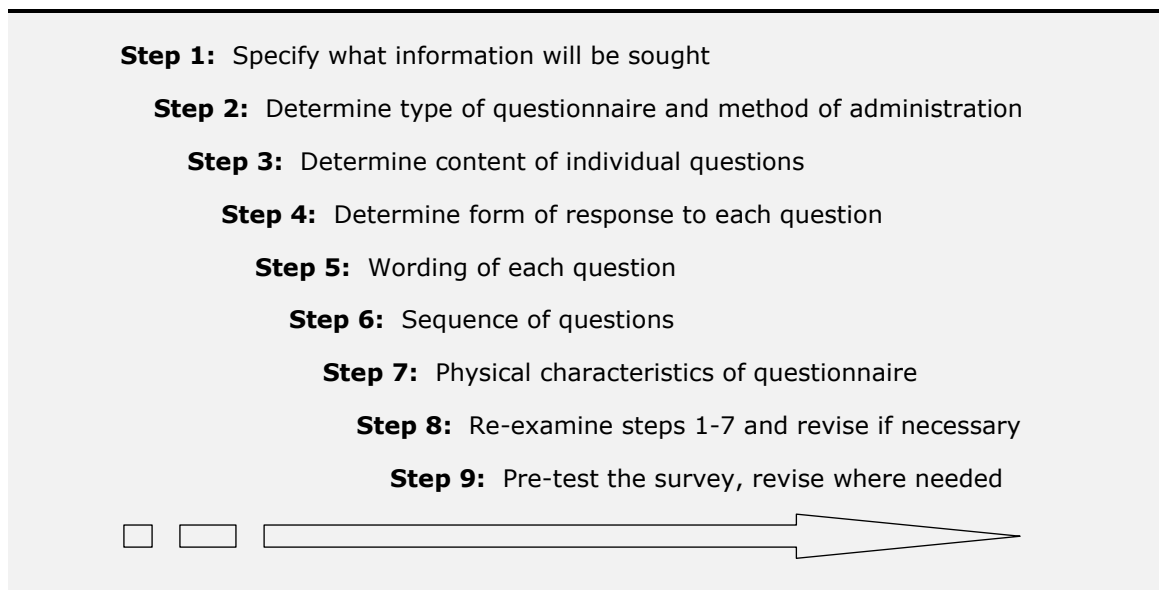 Step 1: Specify what information will be sought
Step 2: Determine type of questionnaire and method of administration
Step 3: Determine content of individual questions
Step 4: Determine form of response to each question
Step 5: Wording of each question
Step 6: Sequence of questions
Step 7: Physical characteristics of questionnaire
Step 8: Re-examine steps 1-7 and revise if necessary
Step 9: Pre-test the survey, revise where needed